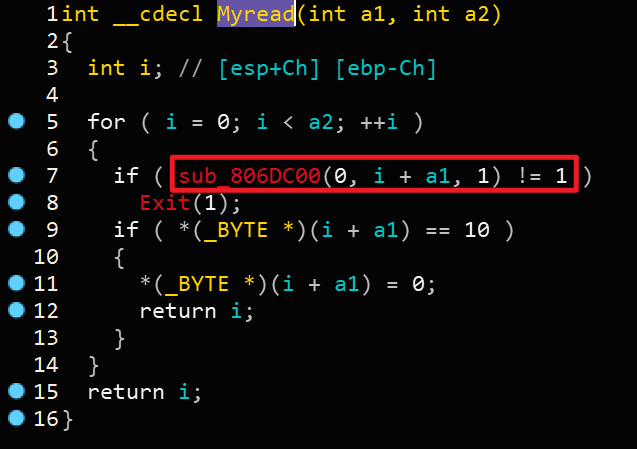 1int __cdecl Myread(int a1, int a2)
2{
3  int i; // [esp+Ch] [ebp-Ch]
4
5  for ( i = 0; i < a2; ++i )
6  {
7    if ( sub_806DC00(0, i + a1, 1) != 1 )
8      Exit(1);
9    if ( *(_BYTE *)(i + a1) == 10 )
10    {
11      *(_BYTE *)(i + a1) = 0;
12      return i;
13    }
14  }
15  return i;
16}